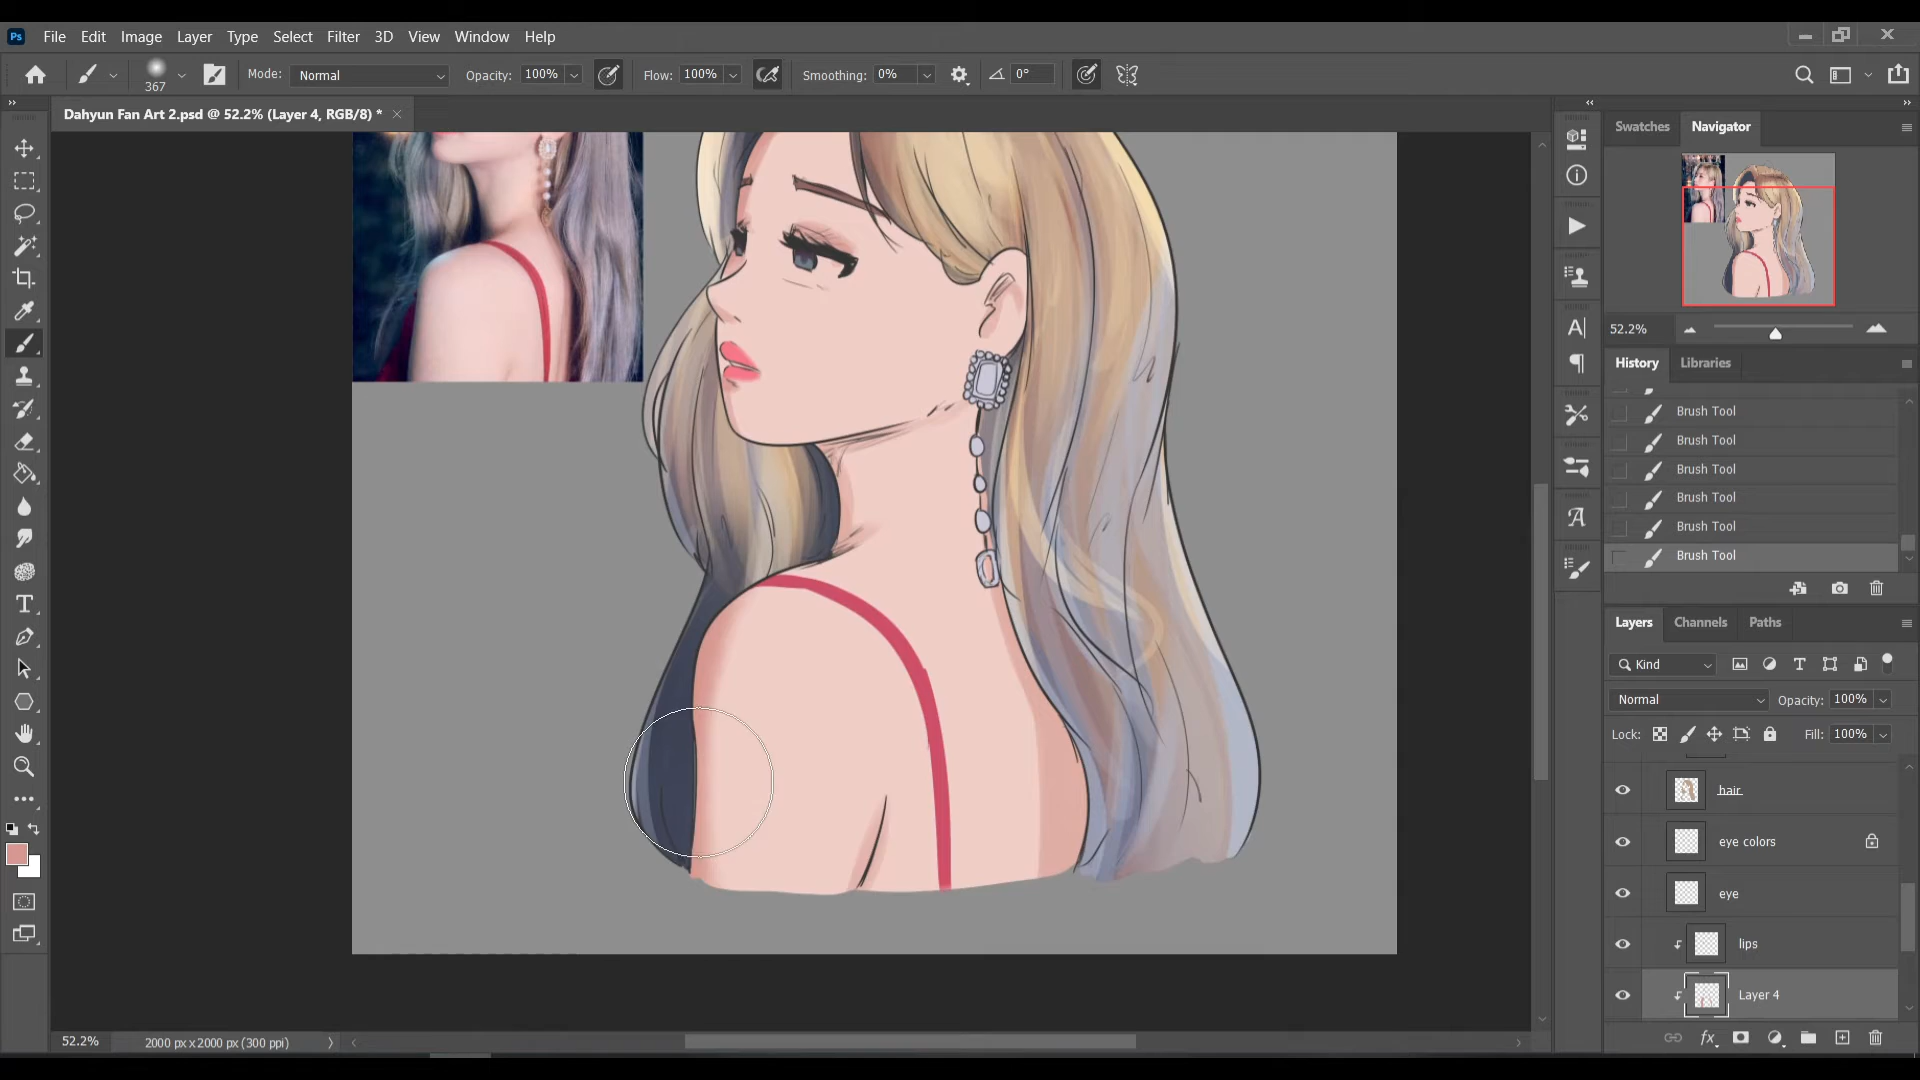 Ps File Edit Image Layer Type Select Filter 3D View Window Help
367 Mode: Normal Opacity: 100% Flow: 100% Smoothing: 0% 0°
Dahyun Fan Art 2.psd @ 52.2% (Layer 4, RGB/8) *
Swatches Navigator
52.2%
History Libraries
Brush Tool
Brush Tool
Brush Tool
Brush Tool
Brush Tool
Brush Tool
Layers Channels Paths
Kind
Normal Opacity: 100%
Lock: Fill: 100%
hair
eye colors
eye
lips
Layer 4
52.2% 2000 px x 2000 px (300 ppi)